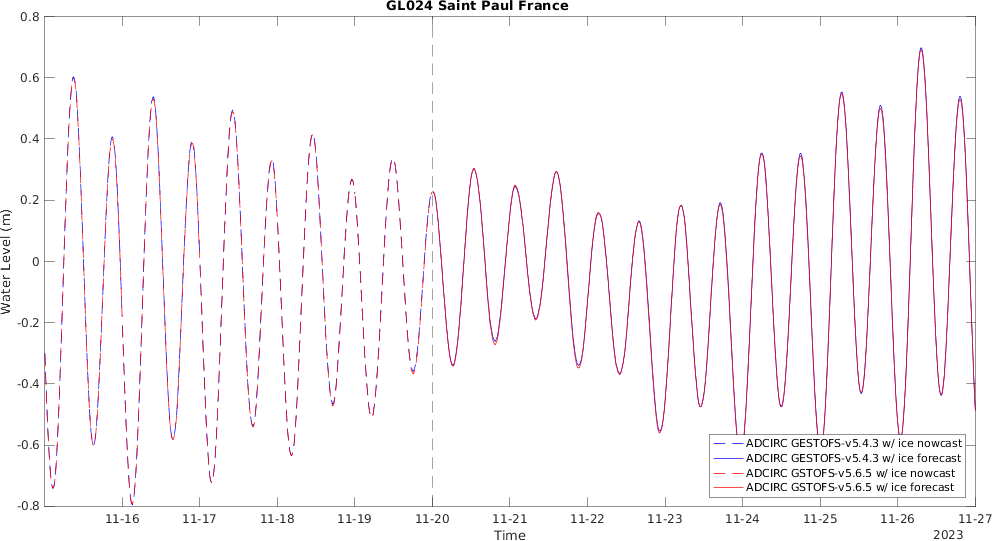 GL024 Saint Paul France
0.8
0.6
0.4
0.2
0
-0.2
-0.4
-0.6
-0.8
Water Level (m)
ADCIRC GESTOFS-v5.4.3 w/ ice nowcast
ADCIRC GESTOFS-v5.4.3 w/ ice forecast
ADCIRC GSTOFS-v5.6.5 w/ ice nowcast
ADCIRC GSTOFS-v5.6.5 w/ ice forecast
11-16 11-17 11-18 11-19 11-20 11-21 11-22 11-23 11-24 11-25 11-26 11-27
Time
2023